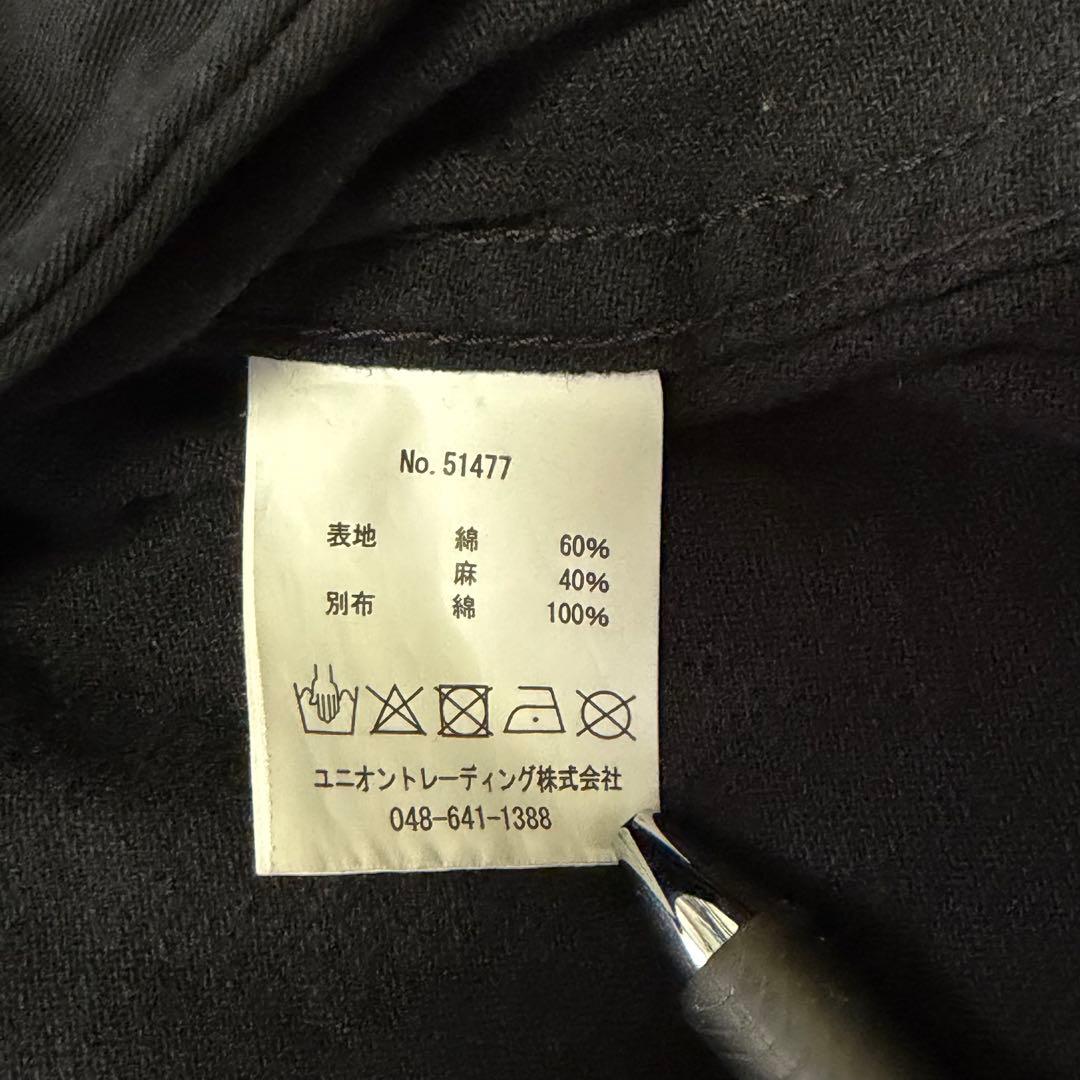 No. 51477
表地 綿 60%
麻 40%
別布 綿 100%
ユニオントレーディング株式会社
048-641-1388